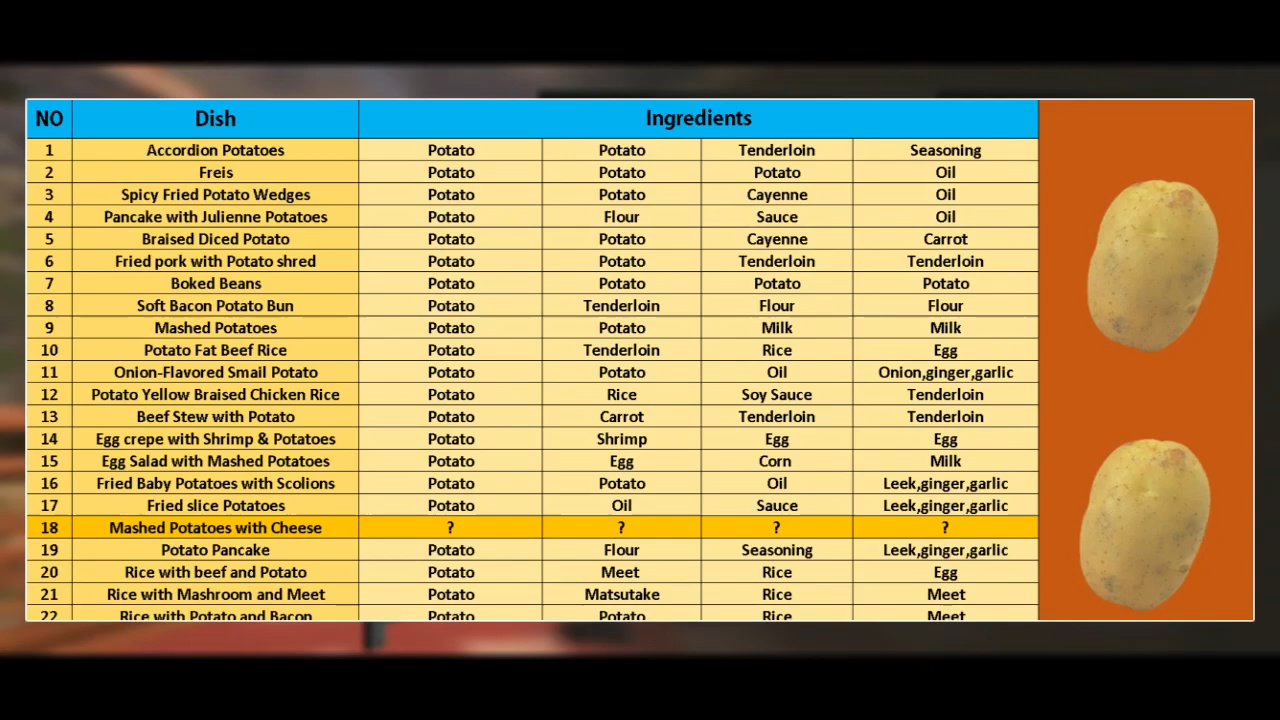 NO Dish Ingredients
1 Accordion Potatoes Potato Potato Tenderloin Seasoning
2 Freis Potato Potato Potato Oil
3 Spicy Fried Potato Wedges Potato Potato Cayenne Oil
4 Pancake with Julienne Potatoes Potato Flour Sauce Oil
5 Braised Diced Potato Potato Potato Cayenne Carrot
6 Fried pork with Potato shred Potato Potato Tenderloin Tenderloin
7 Boked Beans Potato Potato Potato Potato
8 Soft Bacon Potato Bun Potato Tenderloin Flour Flour
9 Mashed Potatoes Potato Potato Milk Milk
10 Potato Fat Beef Rice Potato Tenderloin Rice Egg
11 Onion-Flavored Smail Potato Potato Potato Oil Onion,ginger,garlic
12 Potato Yellow Braised Chicken Rice Potato Rice Soy Sauce Tenderloin
13 Beef Stew with Potato Potato Carrot Tenderloin Tenderloin
14 Egg crepe with Shrimp & Potatoes Potato Shrimp Egg Egg
15 Egg Salad with Mashed Potatoes Potato Egg Corn Milk
16 Fried Baby Potatoes with Scolions Potato Potato Oil Leek,ginger,garlic
17 Fried slice Potatoes Potato Oil Sauce Leek,ginger,garlic
18 Mashed Potatoes with Cheese ? ? ? ?
19 Potato Pancake Potato Flour Seasoning Leek,ginger,garlic
20 Rice with beef and Potato Potato Meet Rice Egg
21 Rice with Mashroom and Meet Potato Matsutake Rice Meet
22 Rice with Potato and Bacon Potato Potato Rice Meet